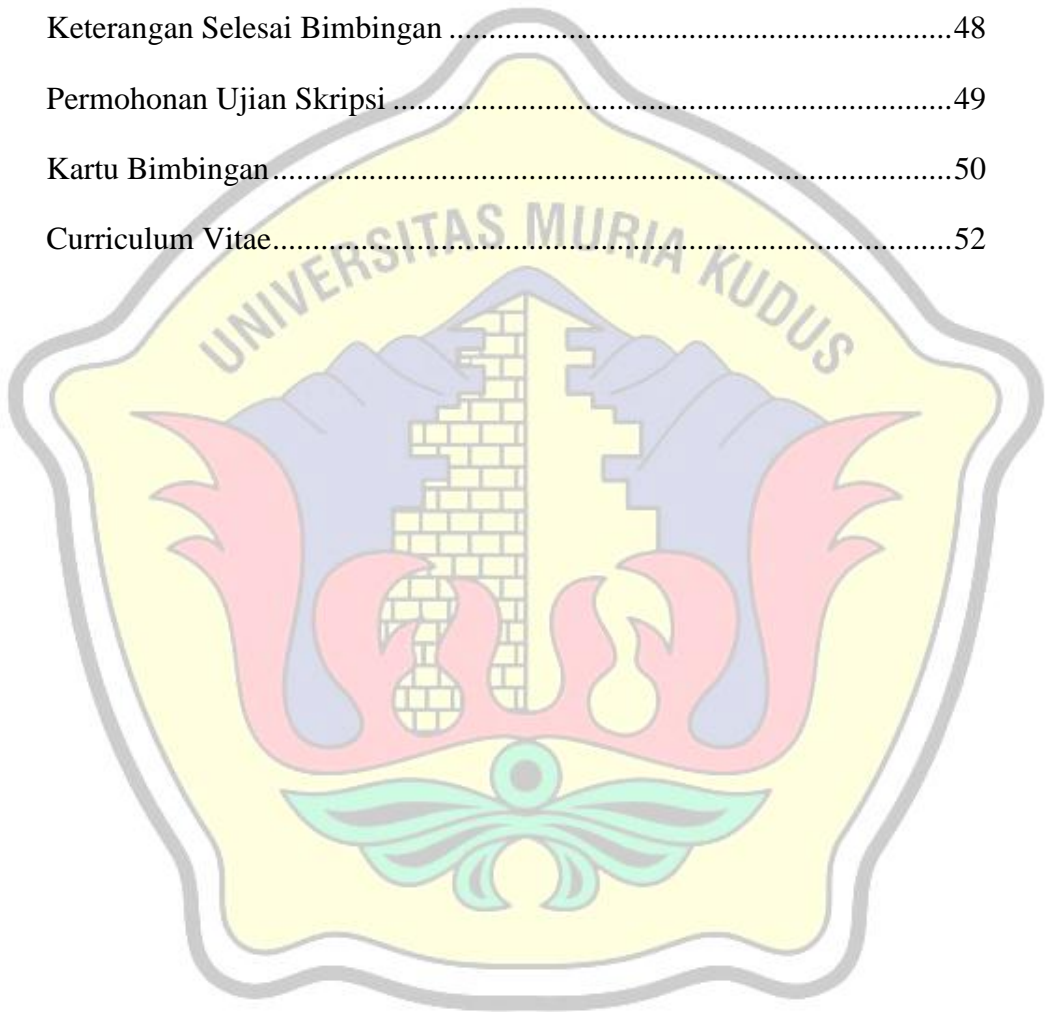 Keterangan Selesai Bimbingan ..............................................................48
Permohonan Ujian Skripsi .....................................................................49
Kartu Bimbingan ....................................................................................50
Curriculum Vitae....................................................................................52
UNIVERSITAS MURIA KUDUS